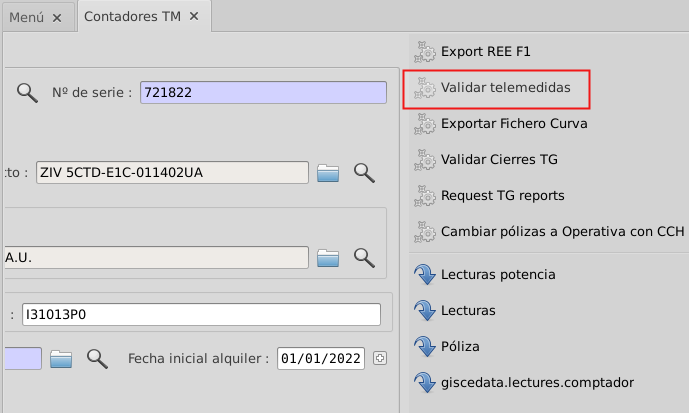 Menú
Contadores TM
Nº de serie : 721822
cto : ZIV 5CTD-E1C-011402UA
A.U.
: I31013P0
Fecha inicial alquiler : 01/01/2022
Export REE F1
Validar telemedidas
Exportar Fichero Curva
Validar Cierres TG
Request TG reports
Cambiar pólizas a Operativa con CCH
Lecturas potencia
Lecturas
Póliza
giscedata.lectures.comptador